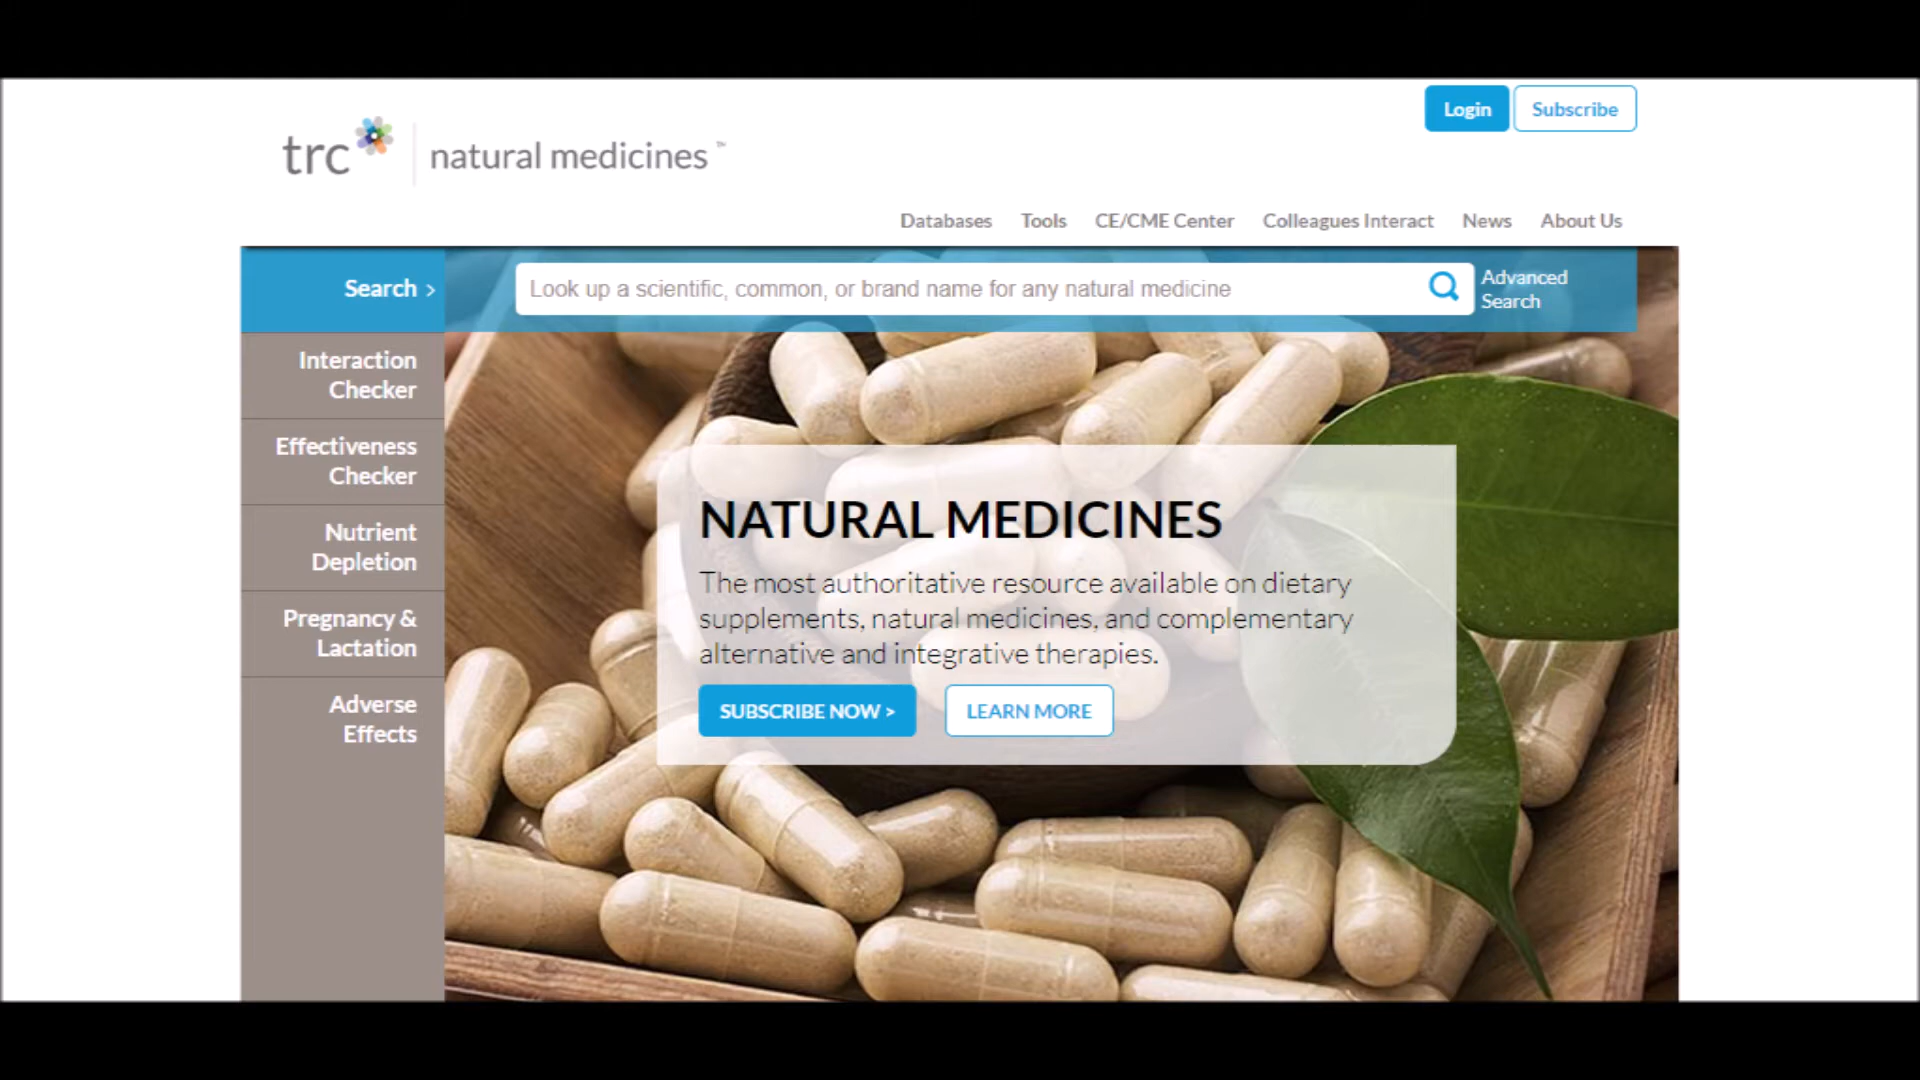 Login
Subscribe
trc
natural medicines ™
Databases
Tools
CE/CME Center
Colleagues Interact
News
About Us
Search >
Look up a scientific, common, or brand name for any natural medicine
Advanced
Search
Interaction
Checker
Effectiveness
Checker
Nutrient
Depletion
Pregnancy &
Lactation
Adverse
Effects
NATURAL MEDICINES
The most authoritative resource available on dietary
supplements, natural medicines, and complementary
alternative and integrative therapies.
SUBSCRIBE NOW >
LEARN MORE